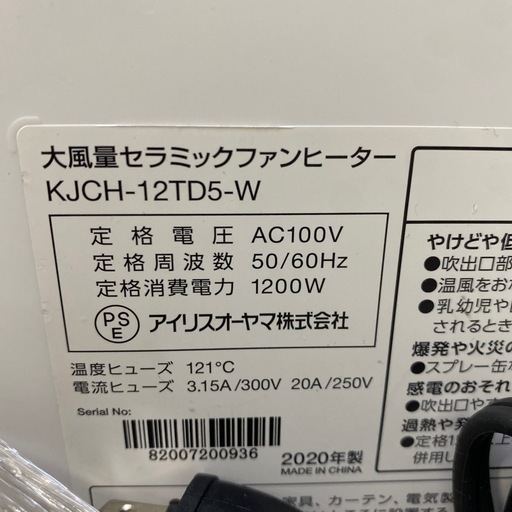 大風量セラミックファンヒーター
KJCH-12TD5-W
定格電圧 AC100V
定格周波数 50/60Hz
定格消費電力 1200W
PSE アイリスオーヤマ株式会社
温度ヒューズ 121℃
電流ヒューズ 3.15A/300V 20A/250V
Serial No:
82007200936
2020年製
MADE IN CHINA
やけどや低
●吹出口部
●温風をお
●乳幼児や
されるとき
爆発や火災の
●スプレー缶な
感電のおそれ
●吹出口や
過熱や発
●定格1
併用し
家具、カーテン、電気製